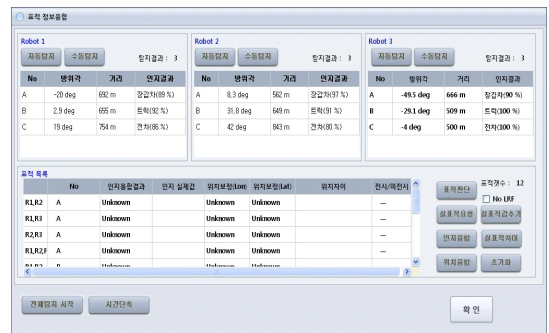 표적 정보융합
Robot 1
자동탐지 수동탐지 탐지결과 : 3
No 방위각 거리 인지결과
A -20 deg 692 m 장갑차(89 %)
B 2,9 deg 655 m 트럭(92 %)
C 19 deg 754 m 전차(86 %)
Robot 2
자동탐지 수동탐지 탐지결과 : 3
No 방위각 거리 인지결과
A 8,3 deg 562 m 장갑차(97 %)
B 31,8 deg 649 m 트럭(91 %)
C 42 deg 843 m 전차(80 %)
Robot 3
자동탐지 수동탐지 탐지결과 : 3
No 방위각 거리 인지결과
A -49.5 deg 666 m 장갑차(90 %)
B -29.1 deg 509 m 트럭(100 %)
C -4 deg 500 m 전차(100 %)
표적 목록
No 인지융합결과 인지 실제값 위치보정(Lon) 위치보정(Lat) 위치차이 전시/미전시
R1,R2 A Unknown Unknown Unknown ---
R1,R3 A Unknown Unknown Unknown ---
R2,R3 A Unknown Unknown Unknown ---
R1,R2,R A Unknown Unknown Unknown ---
표적판단 표적갯수 : 12
No LRF
실표적요청 실표적감추기
인지융합 실표적차이
위치융합 초기화
전체탐지 시작 시간단축 확 인